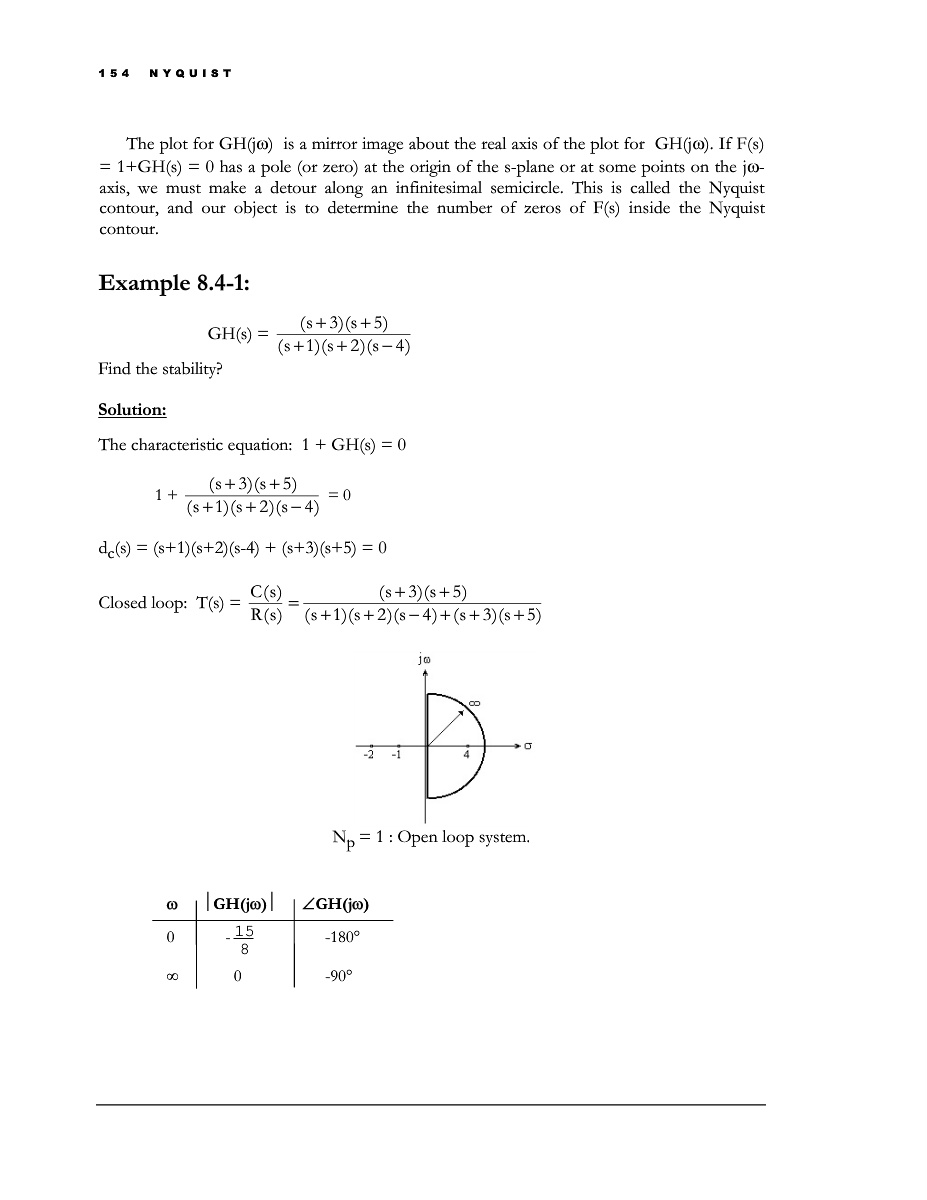 154 NYQUIST
The plot for GH(jω) is a mirror image about the real axis of the plot for GH(jω). If F(s)
= 1+GH(s) = 0 has a pole (or zero) at the origin of the s-plane or at some points on the jω-
axis, we must make a detour along an infinitesimal semicircle. This is called the Nyquist
contour, and our object is to determine the number of zeros of F(s) inside the Nyquist
contour.
Example 8.4-1:
GH(s) = (s+3)(s+5) / (s+1)(s+2)(s−4)
Find the stability?
Solution:
The characteristic equation: 1 + GH(s) = 0
1 + (s+3)(s+5) / (s+1)(s+2)(s−4) = 0
d_c(s) = (s+1)(s+2)(s-4) + (s+3)(s+5) = 0
Closed loop: T(s) = C(s) / R(s) = (s+3)(s+5) / (s+1)(s+2)(s−4)+(s+3)(s+5)
jω
∞
-2 -1 4 σ
N_p = 1 : Open loop system.
ω |GH(jω)| ∠GH(jω)
0 -15/8 -180°
∞ 0 -90°